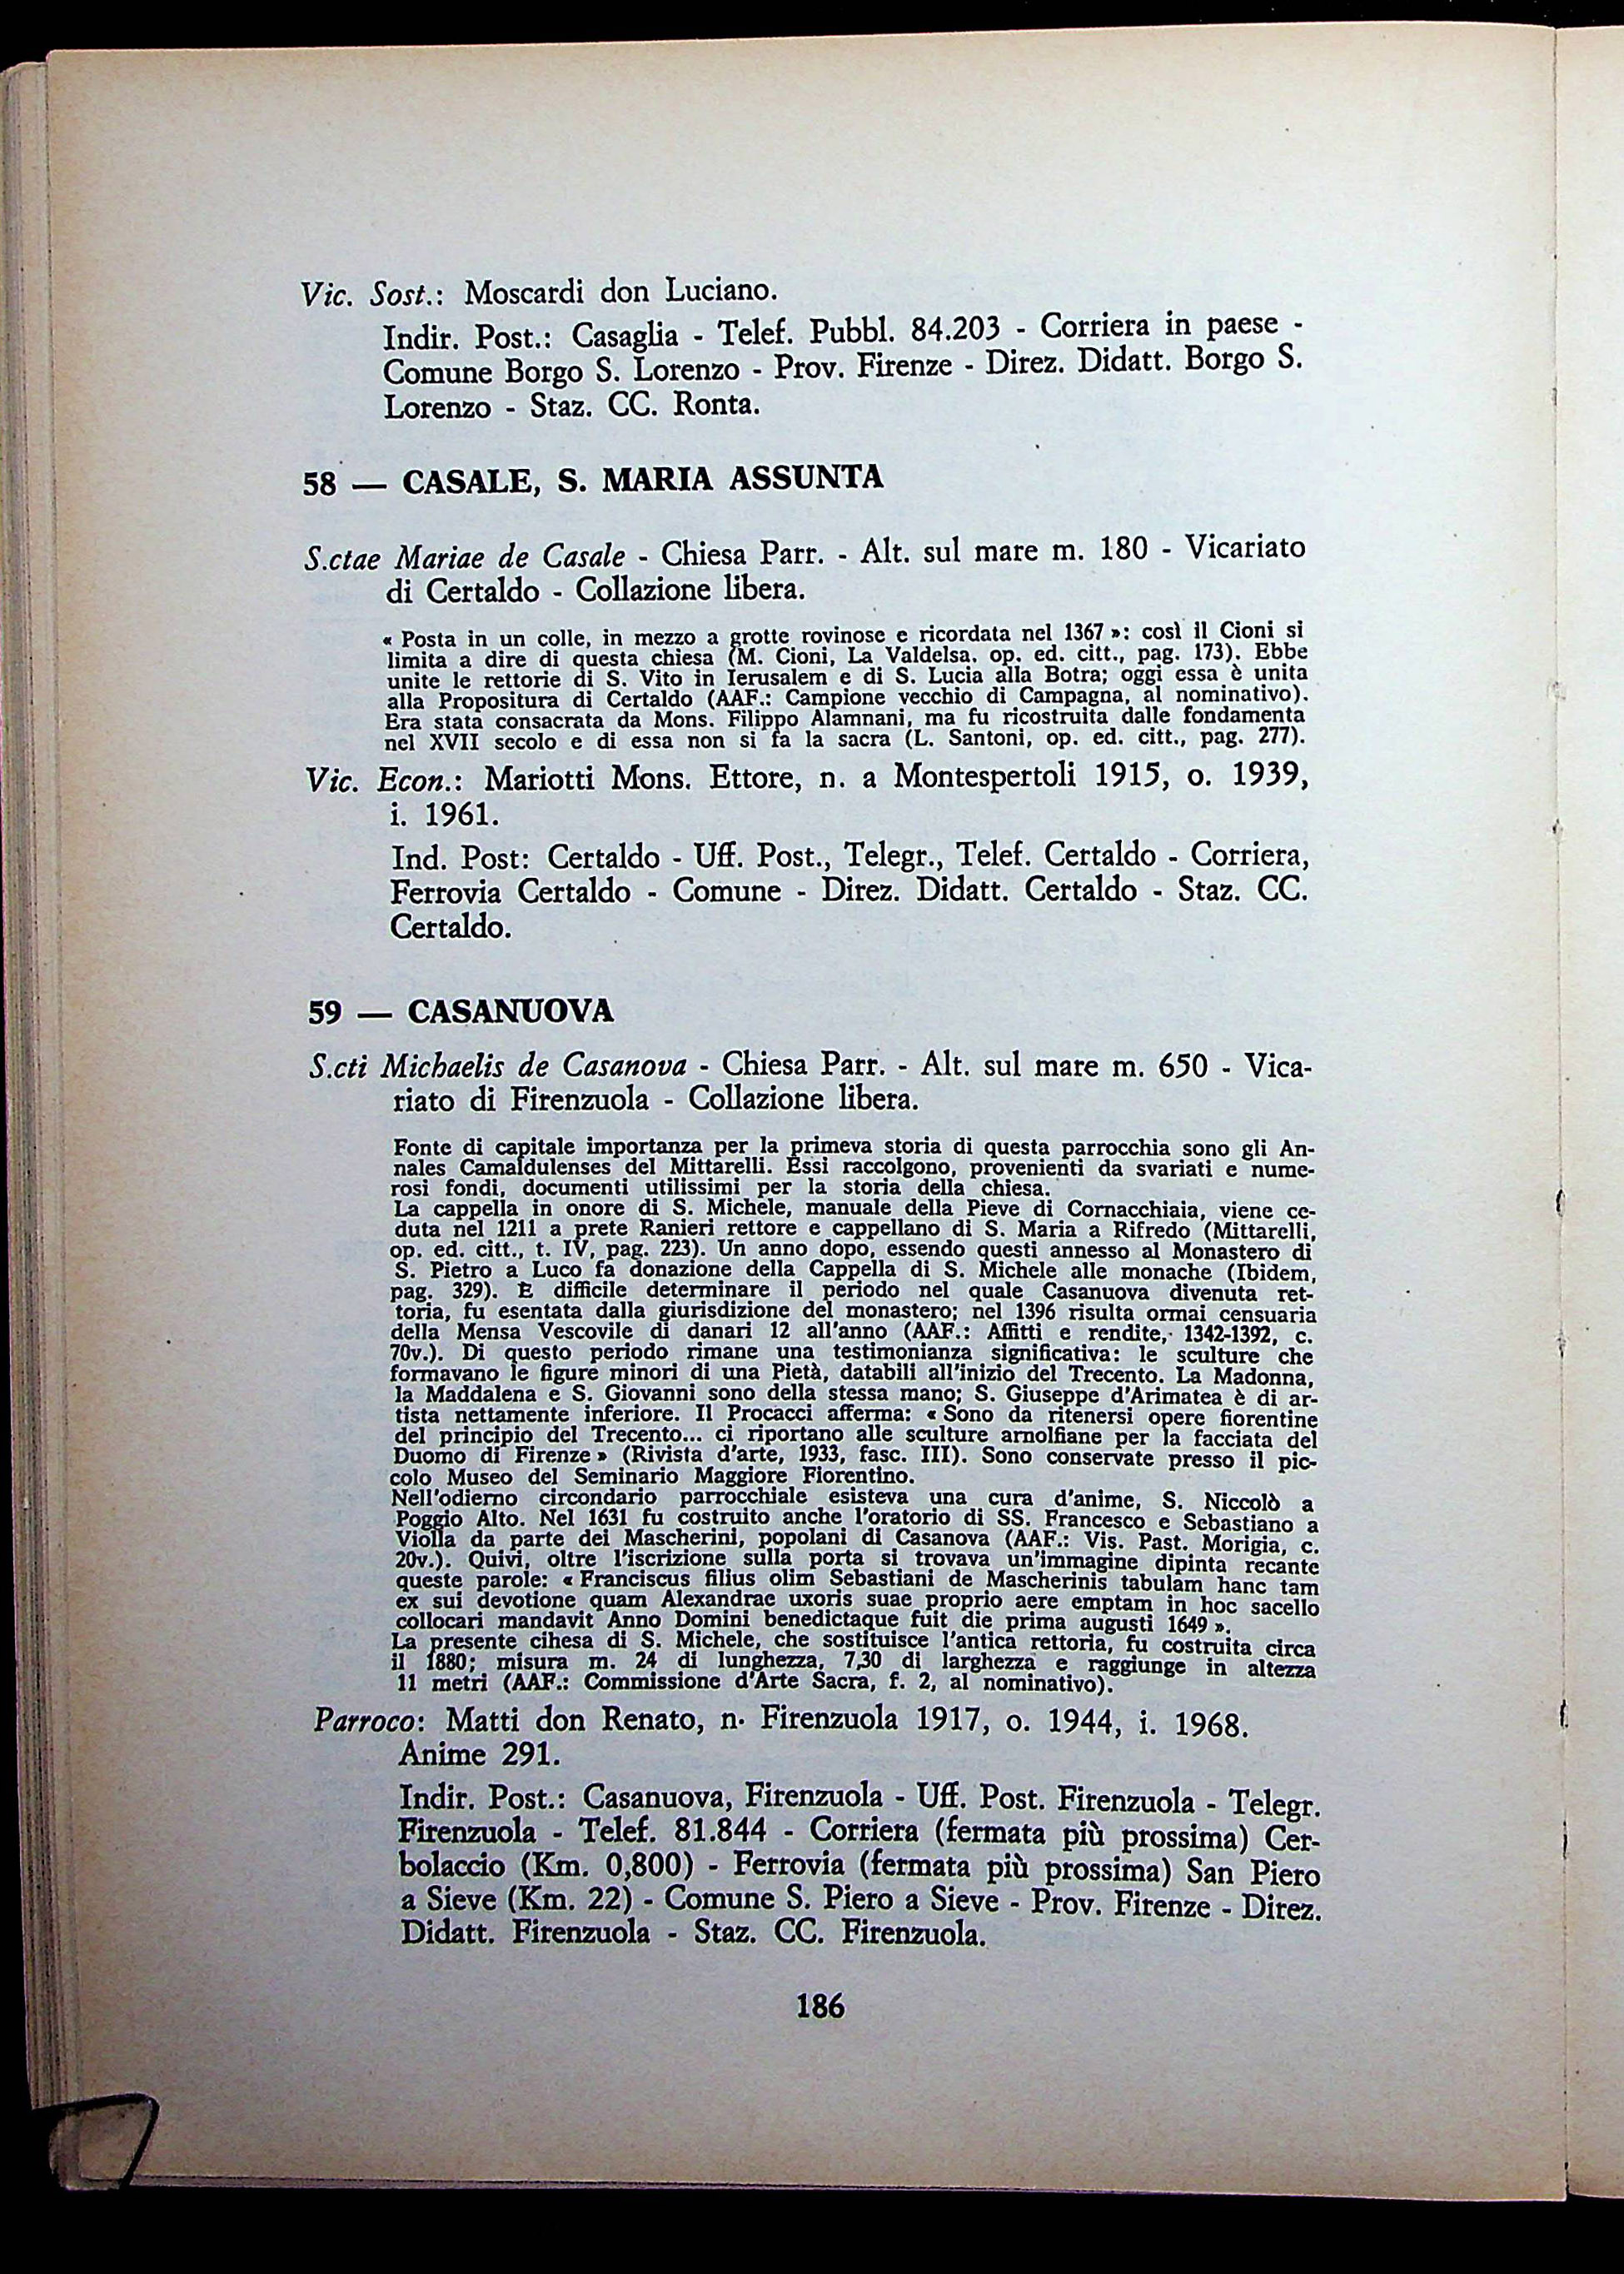 Vic. Sost.: Moscardi don Luciano.
Indir. Post.: Casaglia - Telef. Pubbl. 84.203 - Corriera in paese -
Comune Borgo S. Lorenzo - Prov. Firenze - Direz. Didatt. Borgo S.
Lorenzo - Staz. CC. Ronta.
58 — CASALE, S. MARIA ASSUNTA
S.ctae Mariae de Casale - Chiesa Parr. - Alt. sul mare m. 180 - Vicariato
di Certaldo - Collazione libera.
« Posta in un colle, in mezzo a grotte rovinose e ricordata nel 1367 »: così il Cioni si
limita a dire di questa chiesa (M. Cioni, La Valdelsa. op. ed. citt., pag. 173). Ebbe
unite le rettorie di S. Vito in Ierusalem e di S. Lucia alla Botra; oggi essa è unita
alla Propositura di Certaldo (AAF.: Campione vecchio di Campagna, al nominativo).
Era stata consacrata da Mons. Filippo Alamnani, ma fu ricostruita dalle fondamenta
nel XVII secolo e di essa non si fa la sacra (L. Santoni, op. ed. citt., pag. 277).
Vic. Econ.: Mariotti Mons. Ettore, n. a Montespertoli 1915, o. 1939,
i. 1961.
Ind. Post: Certaldo - Uff. Post., Telegr., Telef. Certaldo - Corriera,
Ferrovia Certaldo - Comune - Direz. Didatt. Certaldo - Staz. CC.
Certaldo.
59 — CASANUOVA
S.cti Michaelis de Casanova - Chiesa Parr. - Alt. sul mare m. 650 - Vica-
riato di Firenzuola - Collazione libera.
Fonte di capitale importanza per la primeva storia di questa parrocchia sono gli An-
nales Camaldulenses del Mittarelli. Essi raccolgono, provenienti da svariati e nume-
rosi fondi, documenti utilissimi per la storia della chiesa.
La cappella in onore di S. Michele, manuale della Pieve di Cornacchiaia, viene ce-
duta nel 1211 a prete Ranieri rettore e cappellano di S. Maria a Rifredo (Mittarelli,
op. ed. citt., t. IV, pag. 223). Un anno dopo, essendo questi annesso al Monastero di
S. Pietro a Luco fa donazione della Cappella di S. Michele alle monache (Ibidem,
pag. 329). E difficile determinare il periodo nel quale Casanuova divenuta ret-
toria, fu esentata dalla giurisdizione del monastero; nel 1396 risulta ormai censuaria
della Mensa Vescovile di danari 12 all'anno (AAF.: Affitti e rendite, 1342-1392, c.
70v.). Di questo periodo rimane una testimonianza significativa: le sculture che
formavano le figure minori di una Pietà, databili all'inizio del Trecento. La Madonna,
la Maddalena e S. Giovanni sono della stessa mano; S. Giuseppe d'Arimatea è di ar-
tista nettamente inferiore. Il Procacci afferma: « Sono da ritenersi opere fiorentine
del principio del Trecento... ci riportano alle sculture arnolfiane per la facciata del
Duomo di Firenze » (Rivista d'arte, 1933, fasc. III). Sono conservate presso il pic-
colo Museo del Seminario Maggiore Fiorentino.
Nell'odierno circondario parrocchiale esisteva una cura d'anime, S. Niccolò a
Poggio Alto. Nel 1631 fu costruito anche l'oratorio di SS. Francesco e Sebastiano a
Violla da parte dei Mascherini, popolani di Casanova (AAF.: Vis. Past. Morigia, c.
20v.). Quivi, oltre l'iscrizione sulla porta si trovava un'immagine dipinta recante
queste parole: « Franciscus filius olim Sebastiani de Mascherinis tabulam hanc tam
ex sui devotione quam Alexandrae uxoris suae proprio aere emptam in hoc sacello
collocari mandavit Anno Domini benedictaque fuit die prima augusti 1649 ».
La presente cihesa di S. Michele, che sostituisce l'antica rettoria, fu costruita circa
il 1880; misura m. 24 di lunghezza, 7,30 di larghezza e raggiunge in altezza
11 metri (AAF.: Commissione d'Arte Sacra, f. 2, al nominativo).
Parroco: Matti don Renato, n. Firenzuola 1917, o. 1944, i. 1968.
Anime 291.
Indir. Post.: Casanuova, Firenzuola - Uff. Post. Firenzuola - Telegr.
Firenzuola - Telef. 81.844 - Corriera (fermata più prossima) Cer-
bolaccio (Km. 0,800) - Ferrovia (fermata più prossima) San Piero
a Sieve (Km. 22) - Comune S. Piero a Sieve - Prov. Firenze - Direz.
Didatt. Firenzuola - Staz. CC. Firenzuola.
186